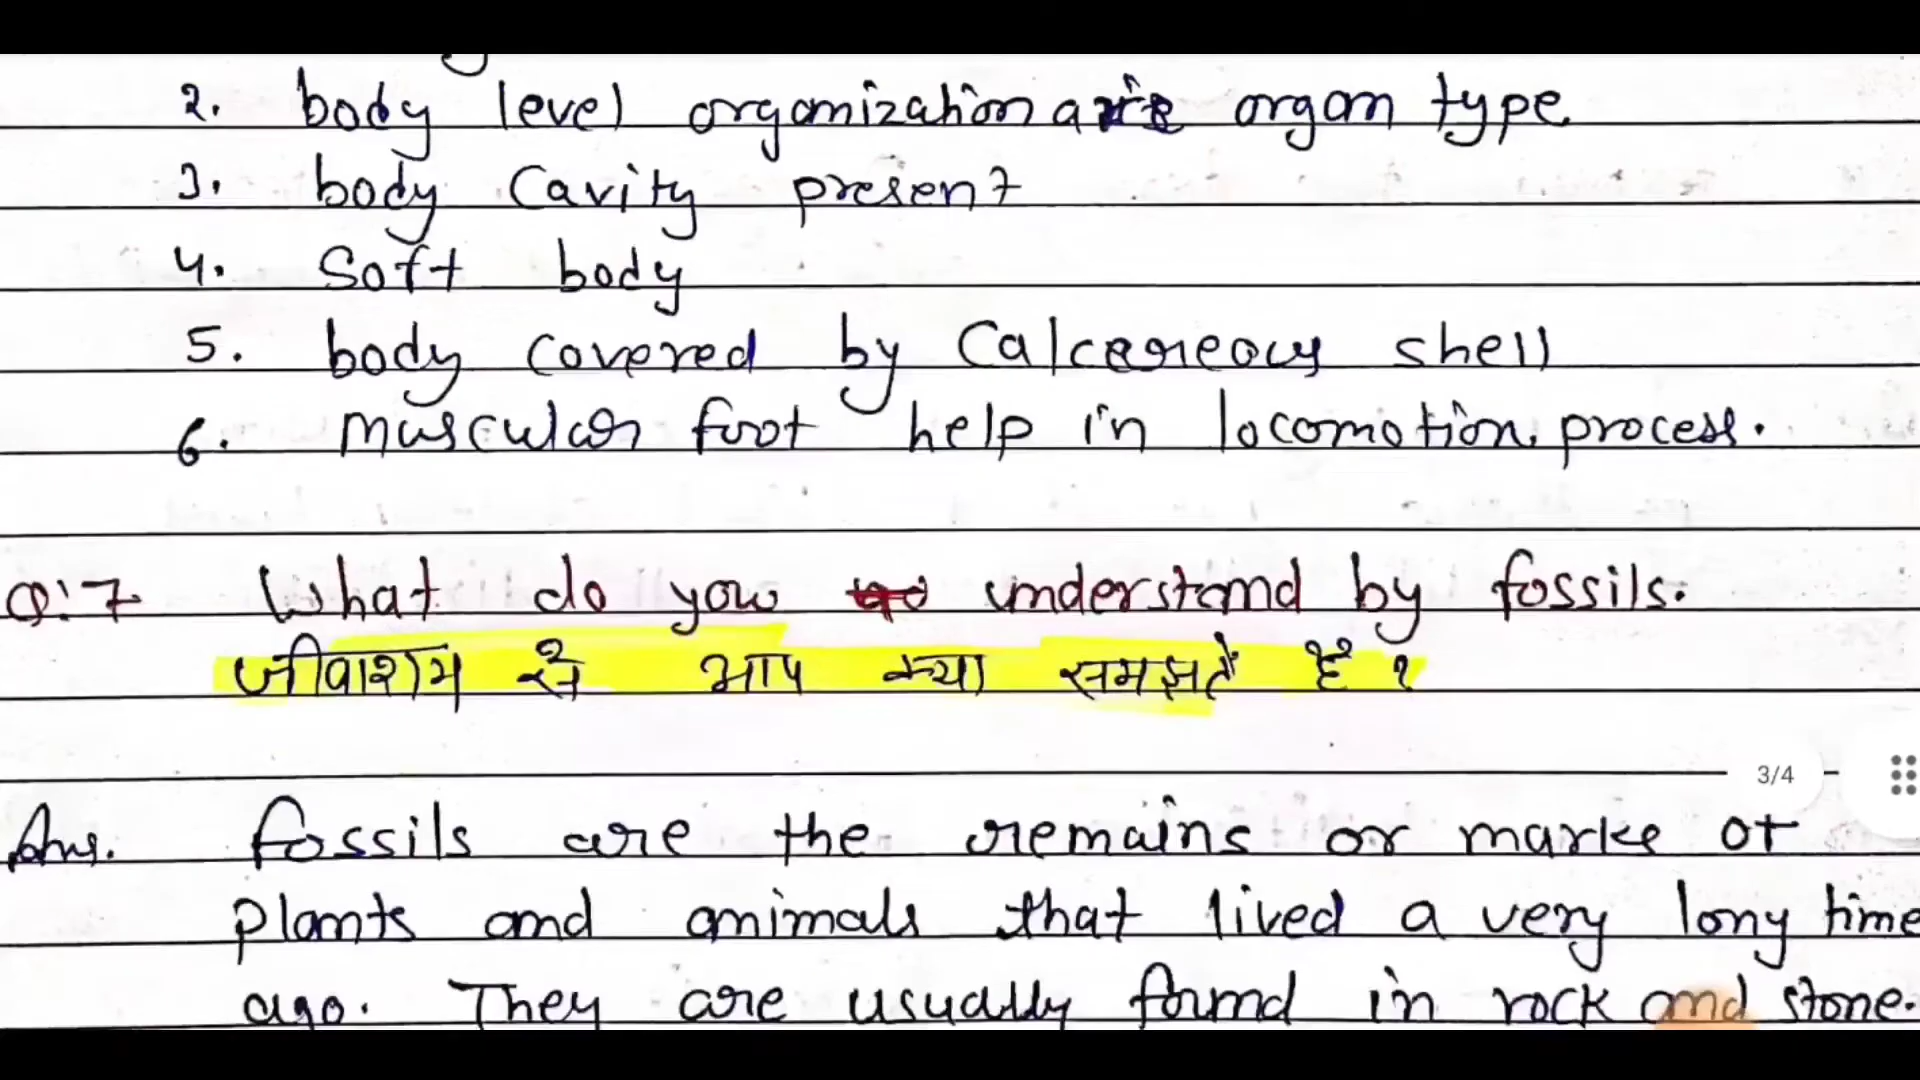 2. body level organization is organ type
3. body cavity present
4. Soft body
5. body covered by Calcereous shell
6. Muscular foot help in locomotion process.
Q:7 What do you understand by fossils.
जीवाश्म से आप क्या समझते हैं ?
3/4
Ans. fossils are the remains or marks of
plants and animals that lived a very long time
ago. They are usually found in rock and stone.